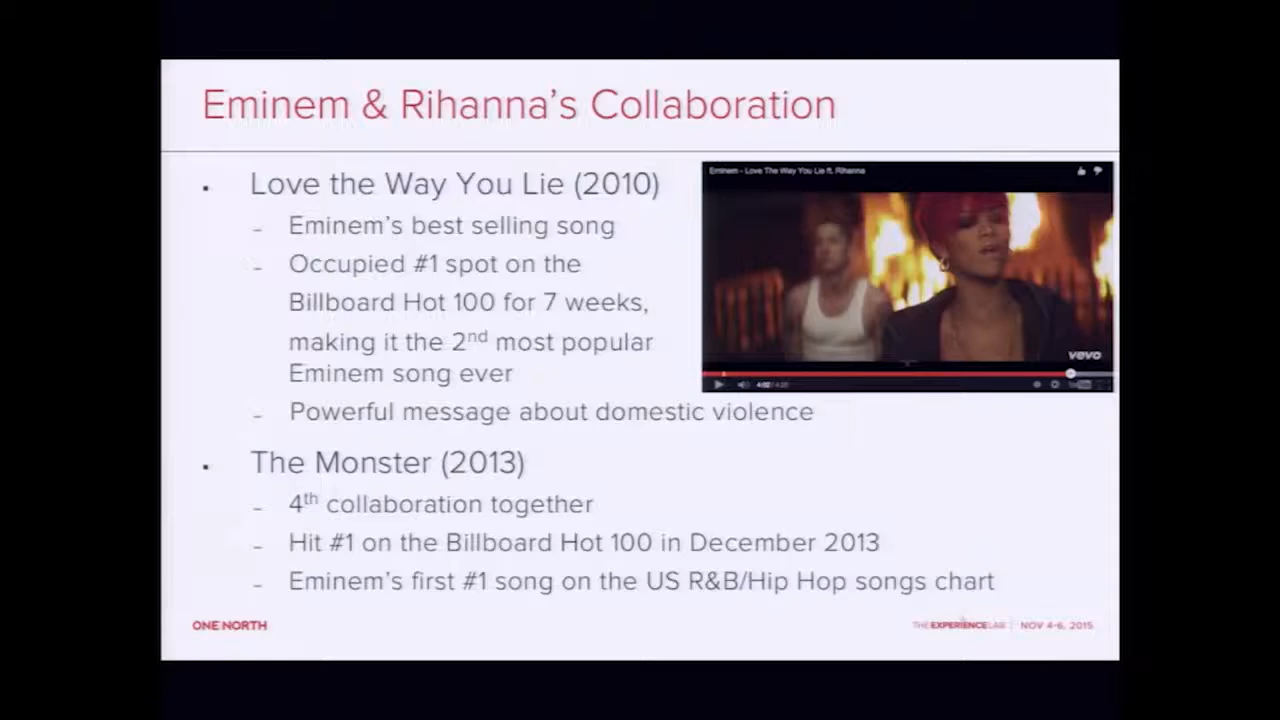 Eminem & Rihanna's Collaboration
▪ Love the Way You Lie (2010)
– Eminem's best selling song
– Occupied #1 spot on the
Billboard Hot 100 for 7 weeks,
making it the 2nd most popular
Eminem song ever
– Powerful message about domestic violence
Eminem - Love The Way You Lie ft. Rihanna
vevo
4:02 / 4:28
▪ The Monster (2013)
– 4th collaboration together
– Hit #1 on the Billboard Hot 100 in December 2013
– Eminem's first #1 song on the US R&B/Hip Hop songs chart
ONE NORTH
THE EXPERIENCE LAB | NOV 4-6, 2015